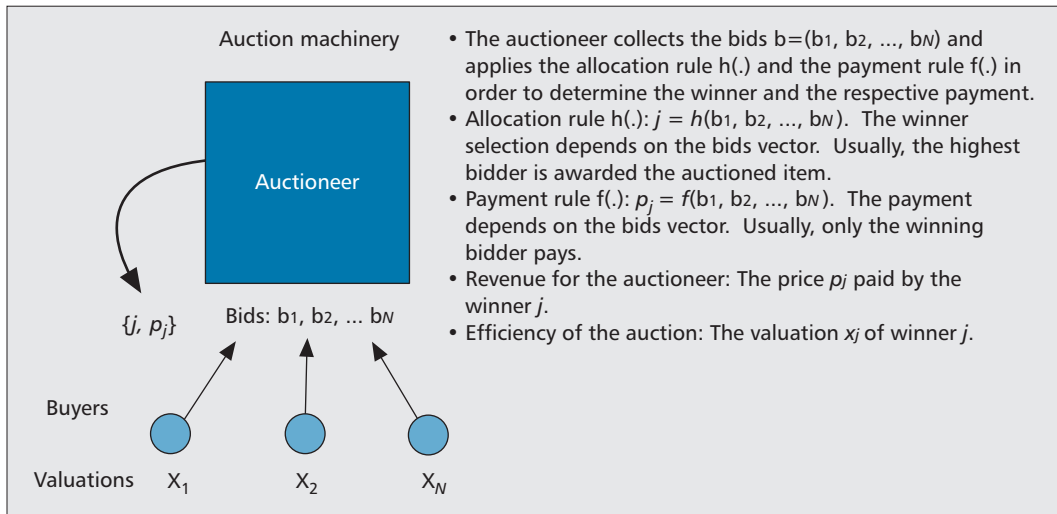 Auction machinery
Auctioneer
{j, pj}
Bids: b1, b2, ... bN
Buyers
Valuations
X1
X2
XN
• The auctioneer collects the bids b=(b1, b2, ..., bN) and
applies the allocation rule h(.) and the payment rule f(.) in
order to determine the winner and the respective payment.
• Allocation rule h(.): j = h(b1, b2, ..., bN). The winner
selection depends on the bids vector. Usually, the highest
bidder is awarded the auctioned item.
• Payment rule f(.): pj = f(b1, b2, ..., bN). The payment
depends on the bids vector. Usually, only the winning
bidder pays.
• Revenue for the auctioneer: The price pj paid by the
winner j.
• Efficiency of the auction: The valuation xj of winner j.